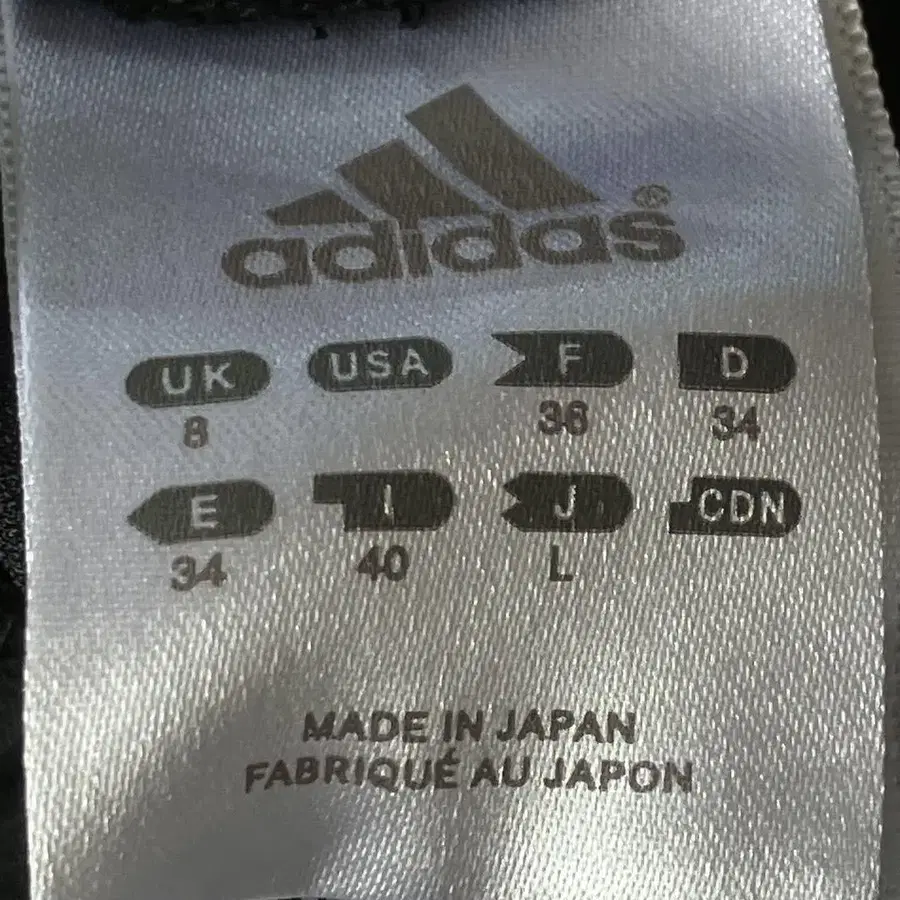 adidas®
UK USA F D
8 36 34
E I J CDN
34 40 L
MADE IN JAPAN
FABRIQUÉ AU JAPON